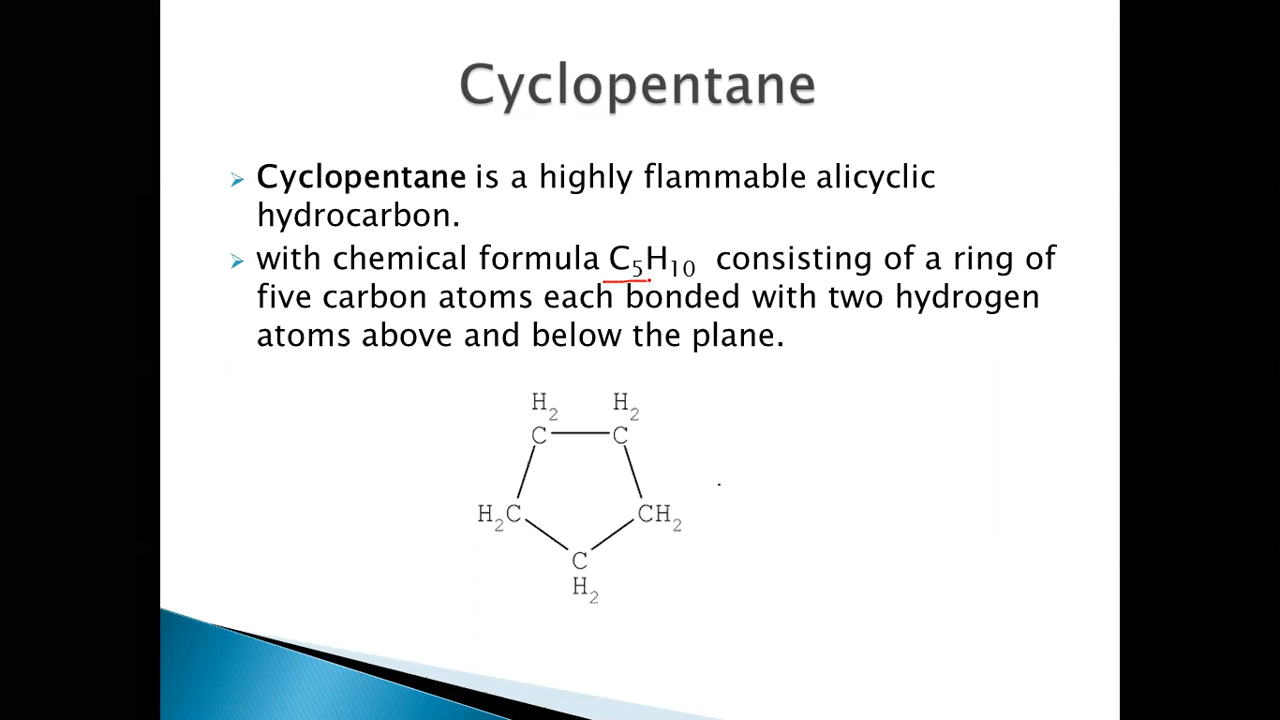 Cyclopentane
➢ Cyclopentane is a highly flammable alicyclic
hydrocarbon.
➢ with chemical formula C₅H₁₀ consisting of a ring of
five carbon atoms each bonded with two hydrogen
atoms above and below the plane.
H₂ H₂
C C
H₂C CH₂
C
H₂